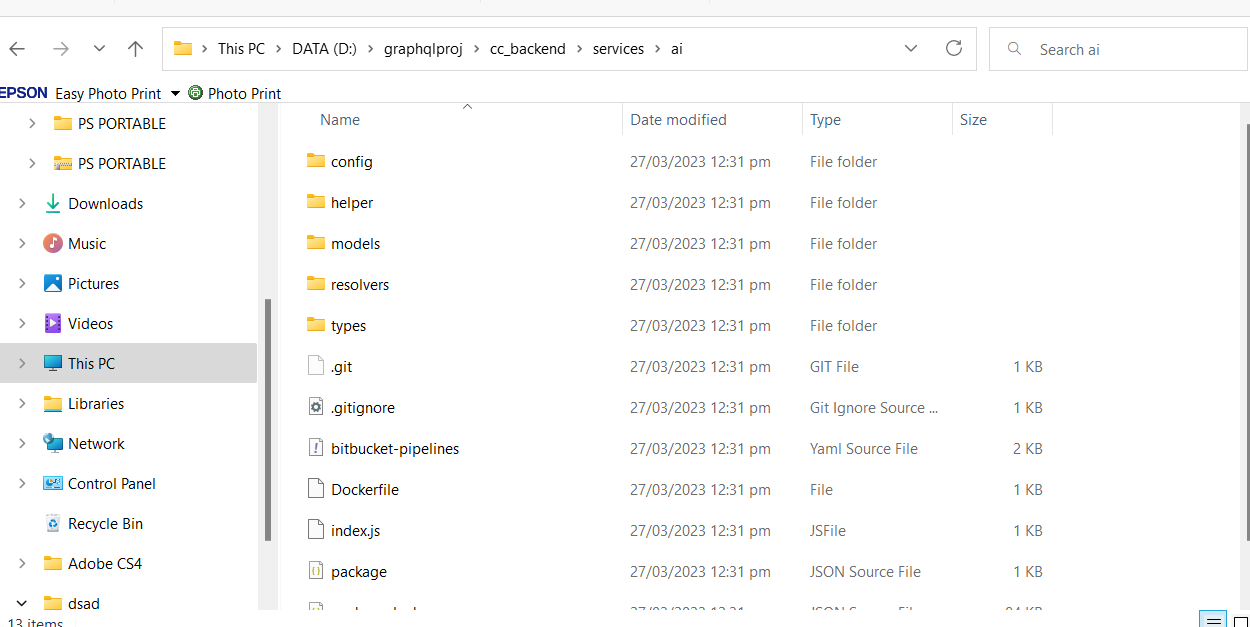 This PC > DATA (D:) > graphqlproj > cc_backend > services > ai
Search ai
EPSON Easy Photo Print Photo Print
PS PORTABLE
PS PORTABLE
Downloads
Music
Pictures
Videos
This PC
Libraries
Network
Control Panel
Recycle Bin
Adobe CS4
dsad
Name Date modified Type Size
config 27/03/2023 12:31 pm File folder
helper 27/03/2023 12:31 pm File folder
models 27/03/2023 12:31 pm File folder
resolvers 27/03/2023 12:31 pm File folder
types 27/03/2023 12:31 pm File folder
.git 27/03/2023 12:31 pm GIT File 1 KB
.gitignore 27/03/2023 12:31 pm Git Ignore Source ... 1 KB
bitbucket-pipelines 27/03/2023 12:31 pm Yaml Source File 2 KB
Dockerfile 27/03/2023 12:31 pm File 1 KB
index.js 27/03/2023 12:31 pm JSFile 1 KB
package 27/03/2023 12:31 pm JSON Source File 1 KB
13 items